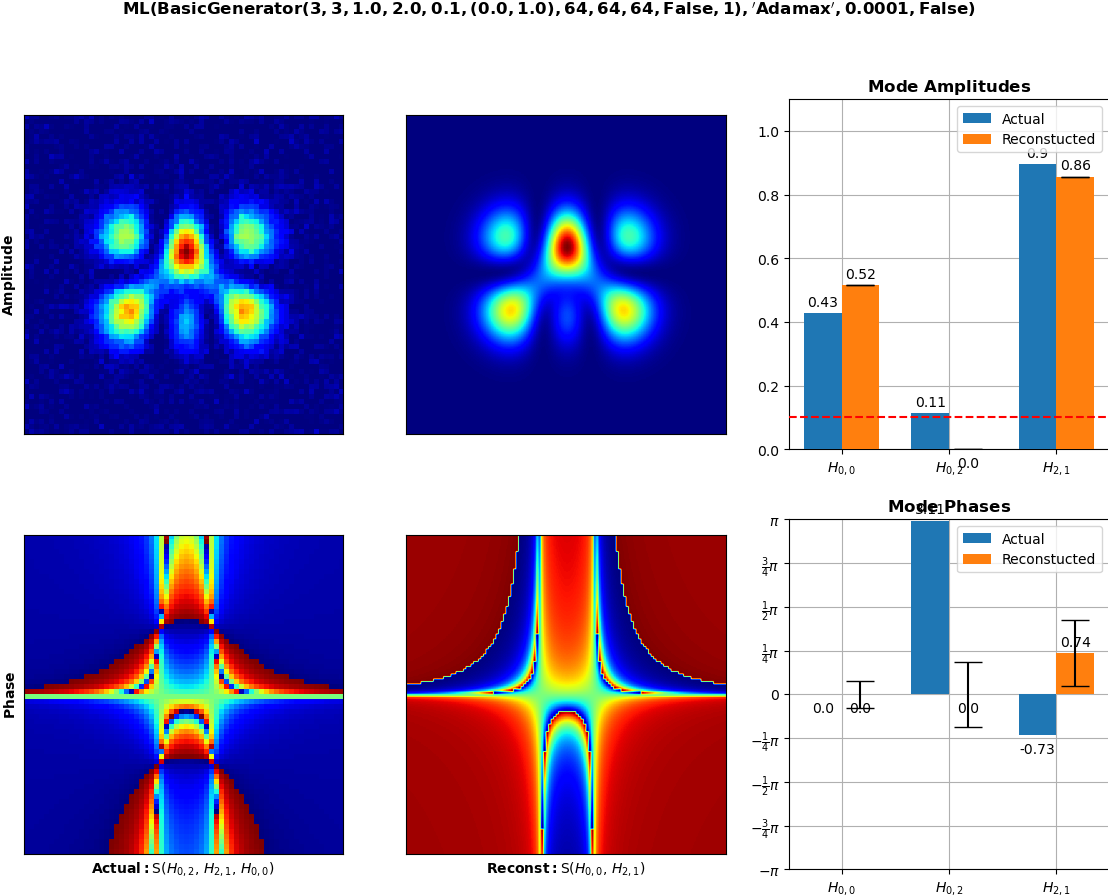 ML(BasicGenerator(3, 3, 1.0, 2.0, 0.1, (0.0, 1.0), 64, 64, 64, False, 1), ′Adamax′, 0.0001, False)
Amplitude
Mode Amplitudes
Actual
Reconstucted
1.0
0.8
0.6
0.4
0.2
0.0
0.43
0.52
0.11
0.0
0.9
0.86
H0,0
H0,2
H2,1
Phase
Actual: S(H0,2, H2,1, H0,0)
Reconst: S(H0,0, H2,1)
Mode Phases
Actual
Reconstucted
π
3/4π
1/2π
1/4π
0
−1/4π
−1/2π
−3/4π
−π
0.0
0.0
3.11
0.0
-0.73
0.74
H0,0
H0,2
H2,1